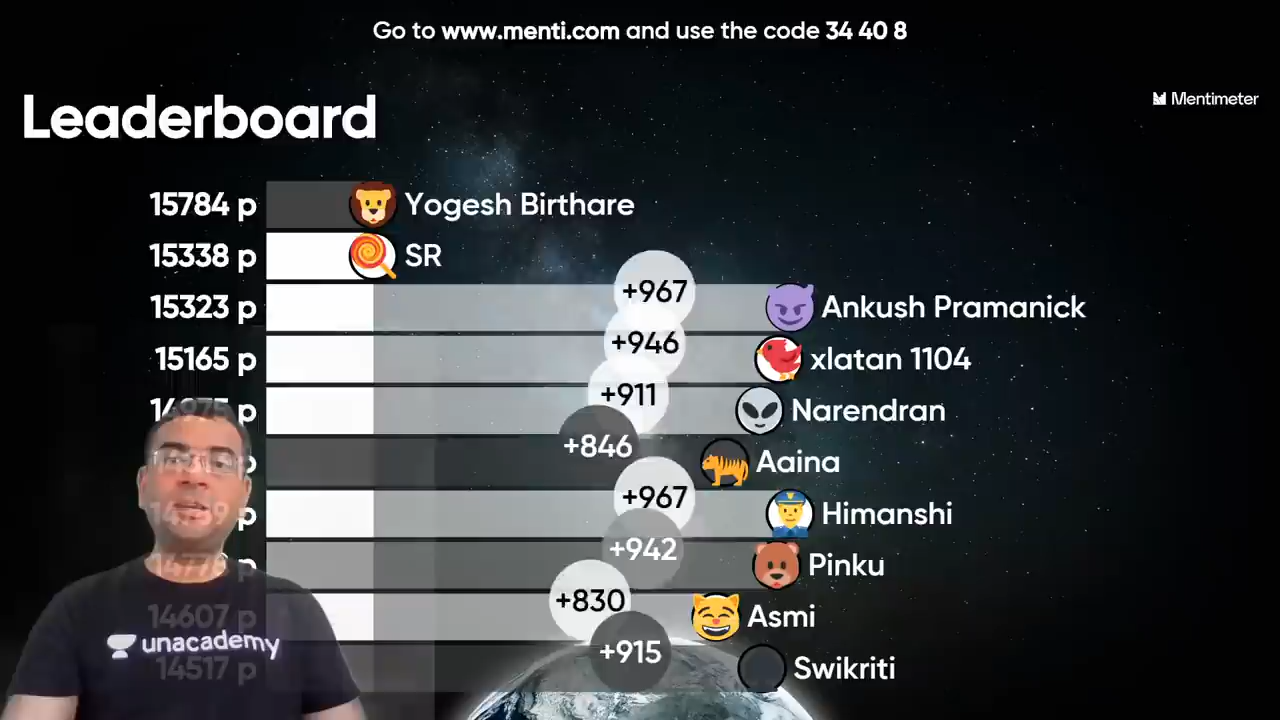 Go to www.menti.com and use the code 34 40 8
Mentimeter
Leaderboard
15784 p Yogesh Birthare
15338 p SR
15323 p +967 Ankush Pramanick
15165 p +946 xlatan 1104
+911 Narendran
p +846 Aaina
p +967 Himanshi
p +942 Pinku
14607 p +830 Asmi
14517 p +915 Swikriti
unacademy